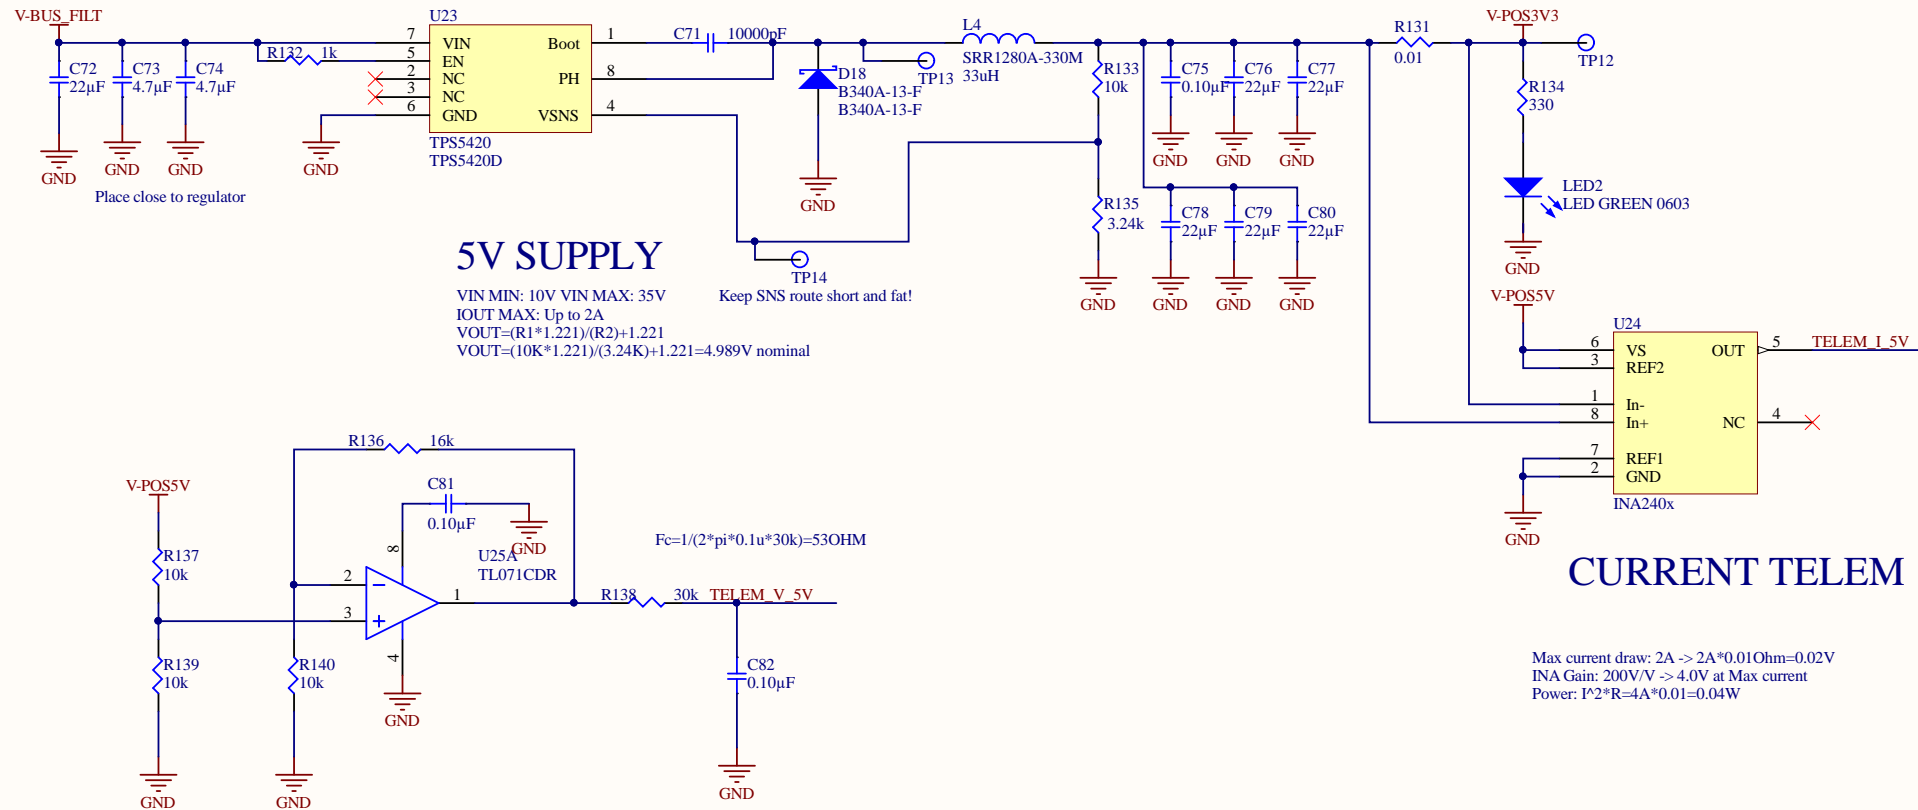 V-BUS_FILT
U23
7
VIN
Boot
1
C71
10000pF
L4
SRR1280A-330M
33uH
R131
0.01
V-POS3V3
TP12
R132
1k
5
EN
2
NC
PH
8
3
NC
6
GND
VSNS
4
TPS5420
TPS5420D
C72
22µF
C73
4.7µF
C74
4.7µF
GND
GND
GND
GND
Place close to regulator
TP13
D18
B340A-13-F
B340A-13-F
GND
R133
10k
C75
0.10µF
C76
22µF
C77
22µF
GND
GND
GND
R134
330
LED2
LED GREEN 0603
GND
R135
3.24k
C78
22µF
C79
22µF
C80
22µF
GND
GND
GND
GND
5V SUPPLY
TP14
Keep SNS route short and fat!
VIN MIN: 10V VIN MAX: 35V
IOUT MAX: Up to 2A
VOUT=(R1*1.221)/(R2)+1.221
VOUT=(10K*1.221)/(3.24K)+1.221=4.989V nominal
V-POS5V
U24
6
VS
OUT
5
TELEM_I_5V
3
REF2
1
In-
8
In+
NC
4
7
REF1
2
GND
INA240x
GND
CURRENT TELEM
Max current draw: 2A -> 2A*0.01Ohm=0.02V
INA Gain: 200V/V -> 4.0V at Max current
Power: I^2*R=4A*0.01=0.04W
R136
16k
V-POS5V
C81
0.10µF
GND
8
U25A
TL071CDR
Fc=1/(2*pi*0.1u*30k)=53OHM
R137
10k
2
3
1
4
GND
R138
30k
TELEM_V_5V
R139
10k
R140
10k
C82
0.10µF
GND
GND
GND